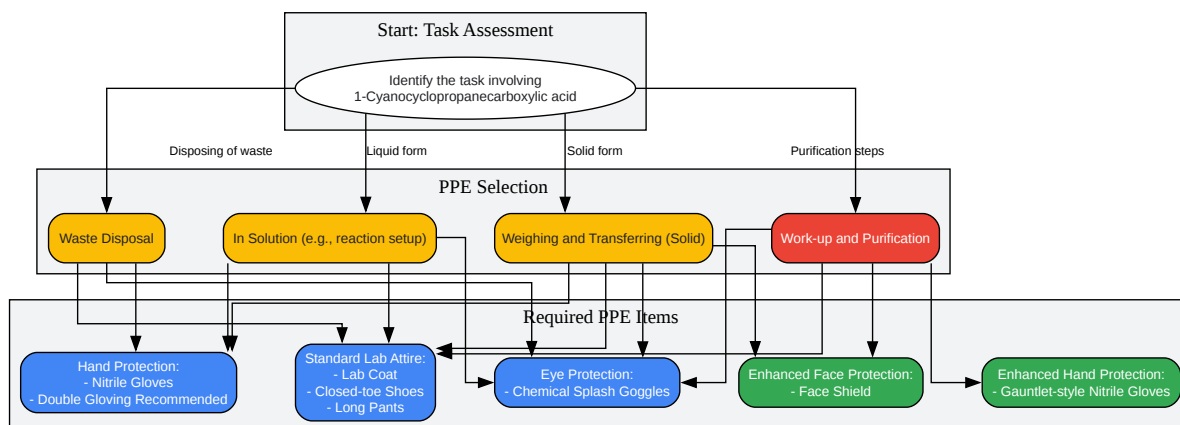 Start: Task Assessment
Identify the task involving
1-Cyanocyclopropanecarboxylic acid
Disposing of waste
Liquid form
Solid form
Purification steps
PPE Selection
Waste Disposal
In Solution (e.g., reaction setup)
Weighing and Transferring (Solid)
Work-up and Purification
Required PPE Items
Hand Protection:
- Nitrile Gloves
- Double Gloving Recommended
Standard Lab Attire:
- Lab Coat
- Closed-toe Shoes
- Long Pants
Eye Protection:
- Chemical Splash Goggles
Enhanced Face Protection:
- Face Shield
Enhanced Hand Protection:
- Gauntlet-style Nitrile Gloves